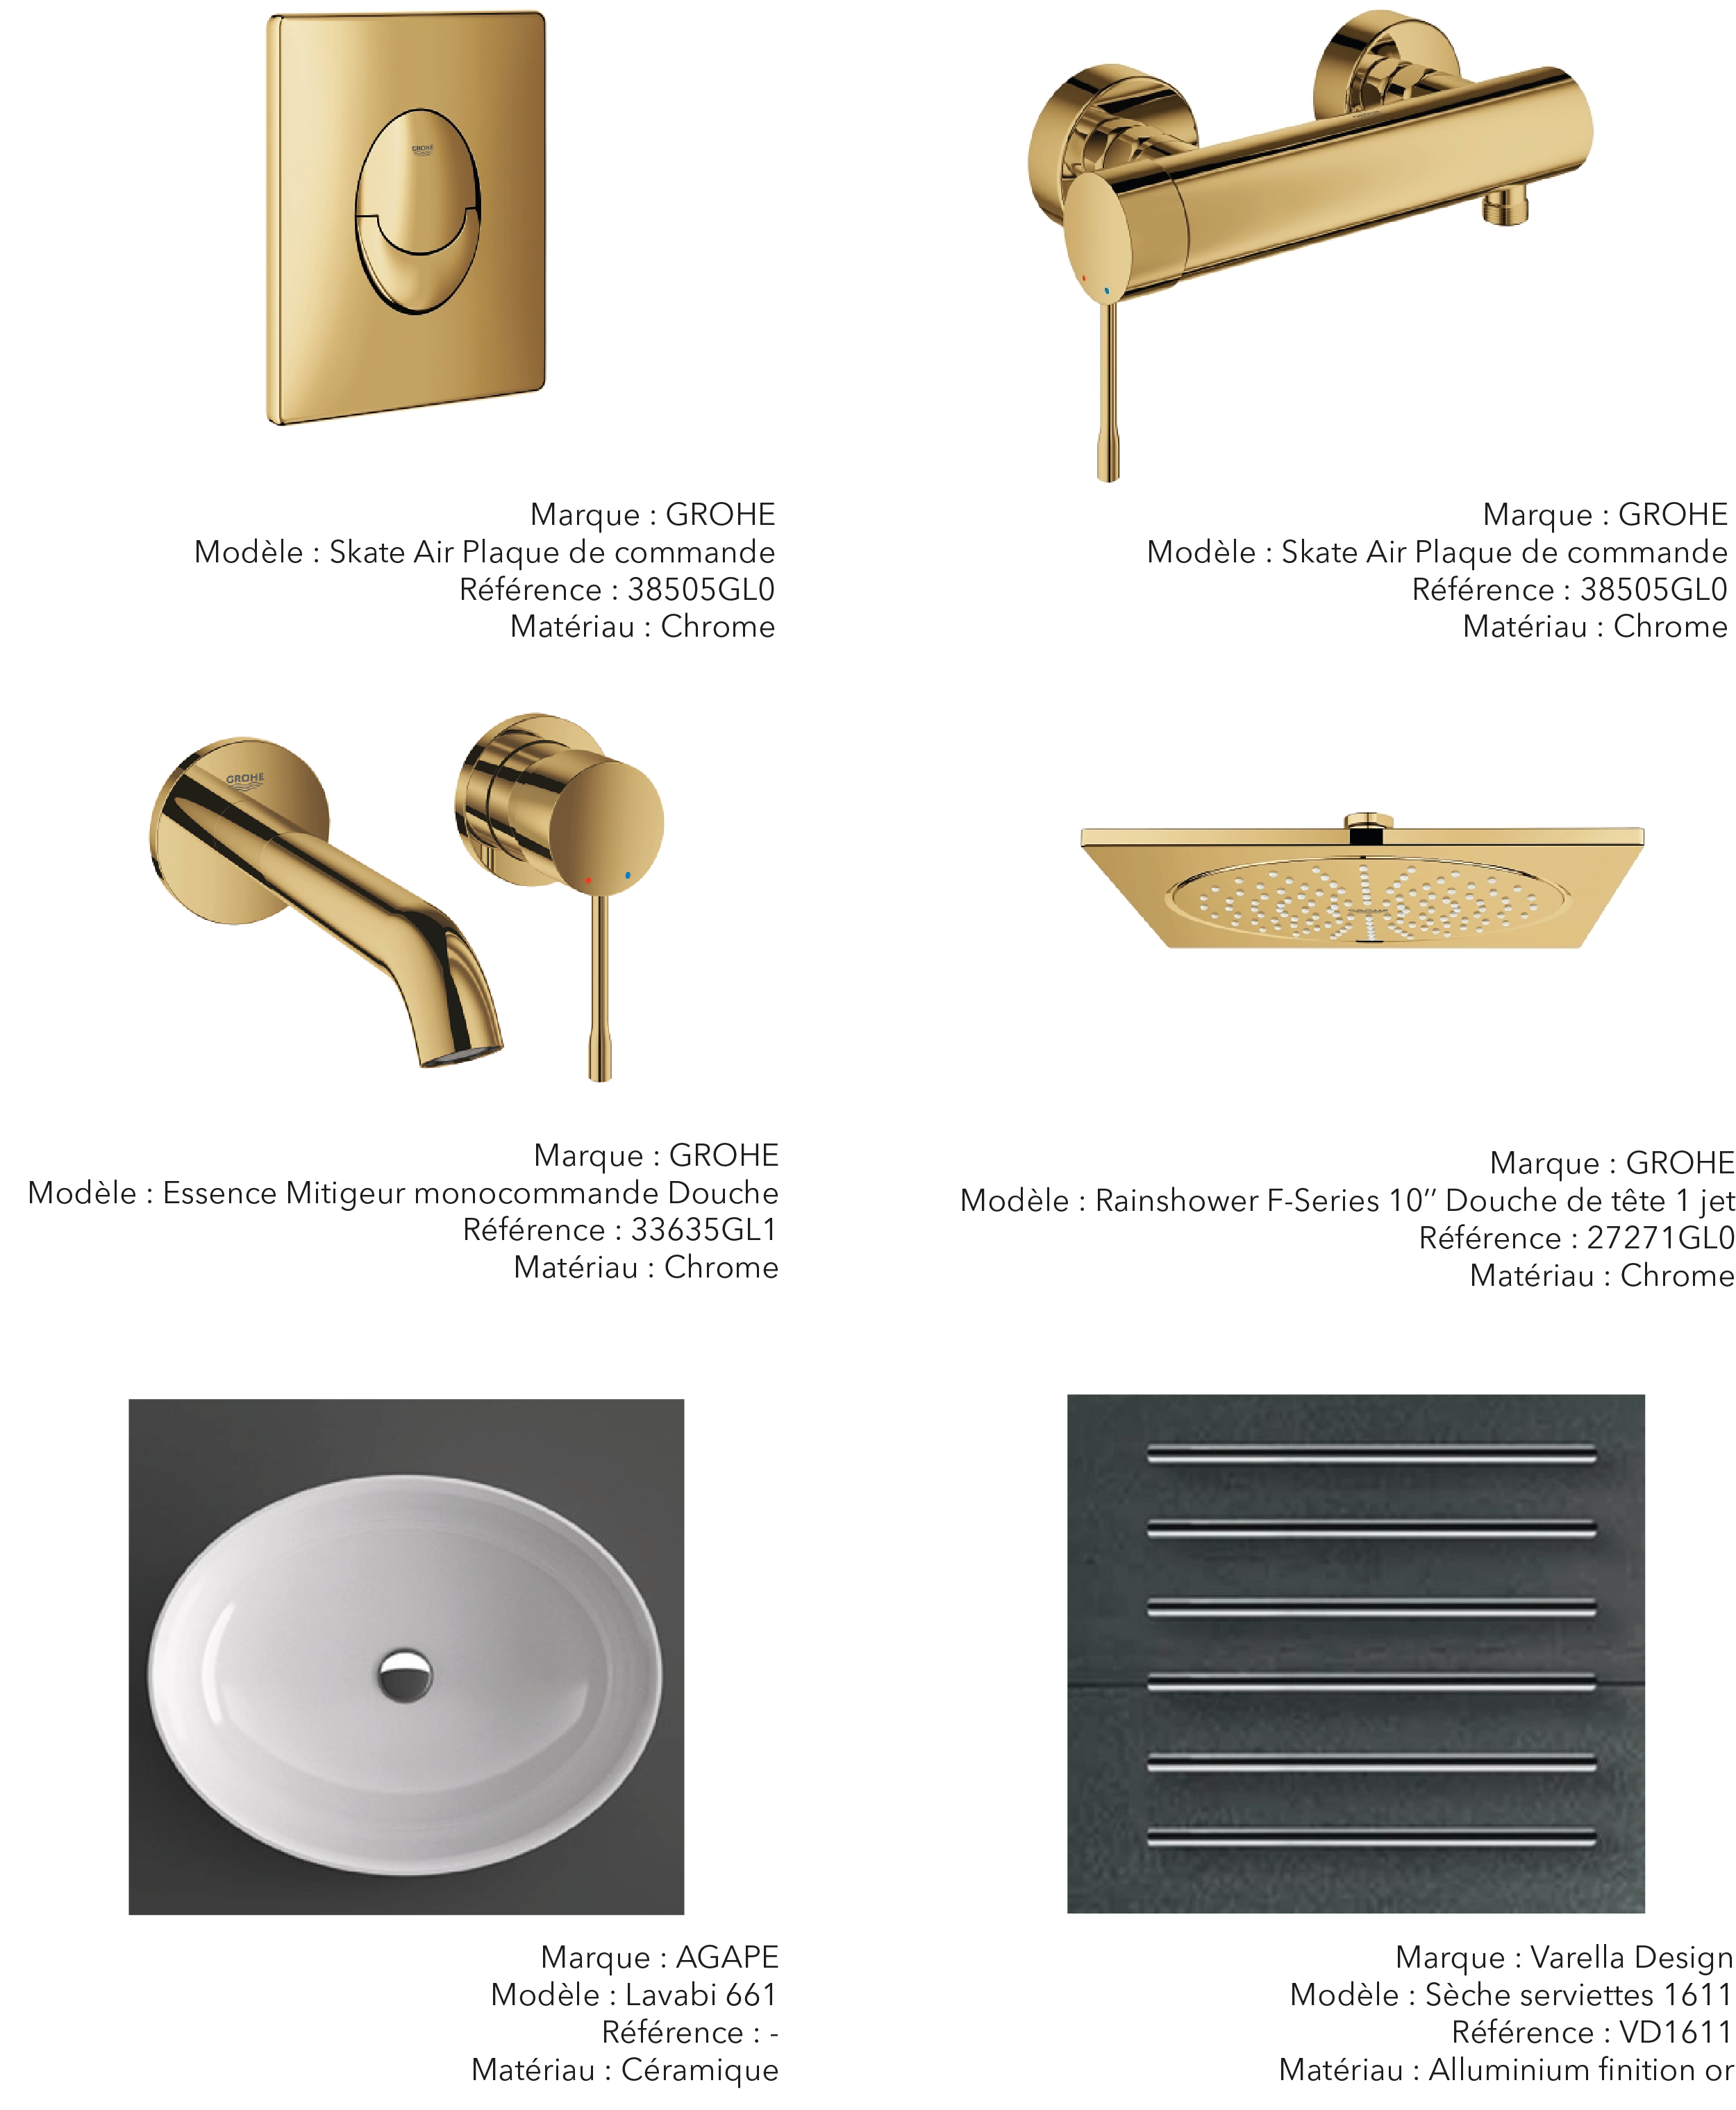 GROHE
Marque : GROHE
Modèle : Skate Air Plaque de commande
Référence : 38505GL0
Matériau : Chrome
Marque : GROHE
Modèle : Skate Air Plaque de commande
Référence : 38505GL0
Matériau : Chrome
GROHE
Marque : GROHE
Modèle : Essence Mitigeur monocommande Douche
Référence : 33635GL1
Matériau : Chrome
GROHE
Marque : GROHE
Modèle : Rainshower F-Series 10’’ Douche de tête 1 jet
Référence : 27271GL0
Matériau : Chrome
Marque : AGAPE
Modèle : Lavabi 661
Référence : -
Matériau : Céramique
Marque : Varella Design
Modèle : Sèche serviettes 1611
Référence : VD1611
Matériau : Alluminium finition or